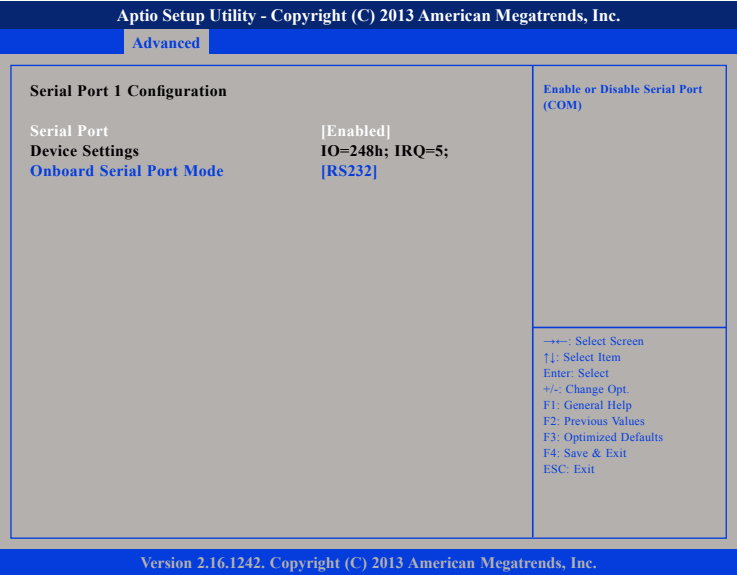 Aptio Setup Utility - Copyright (C) 2013 American Megatrends, Inc.
Advanced
Serial Port 1 Configuration
Serial Port [Enabled]
Device Settings IO=248h; IRQ=5;
Onboard Serial Port Mode [RS232]
Enable or Disable Serial Port
(COM)
→←: Select Screen
↑↓: Select Item
Enter: Select
+/-: Change Opt.
F1: General Help
F2: Previous Values
F3: Optimized Defaults
F4: Save & Exit
ESC: Exit
Version 2.16.1242. Copyright (C) 2013 American Megatrends, Inc.